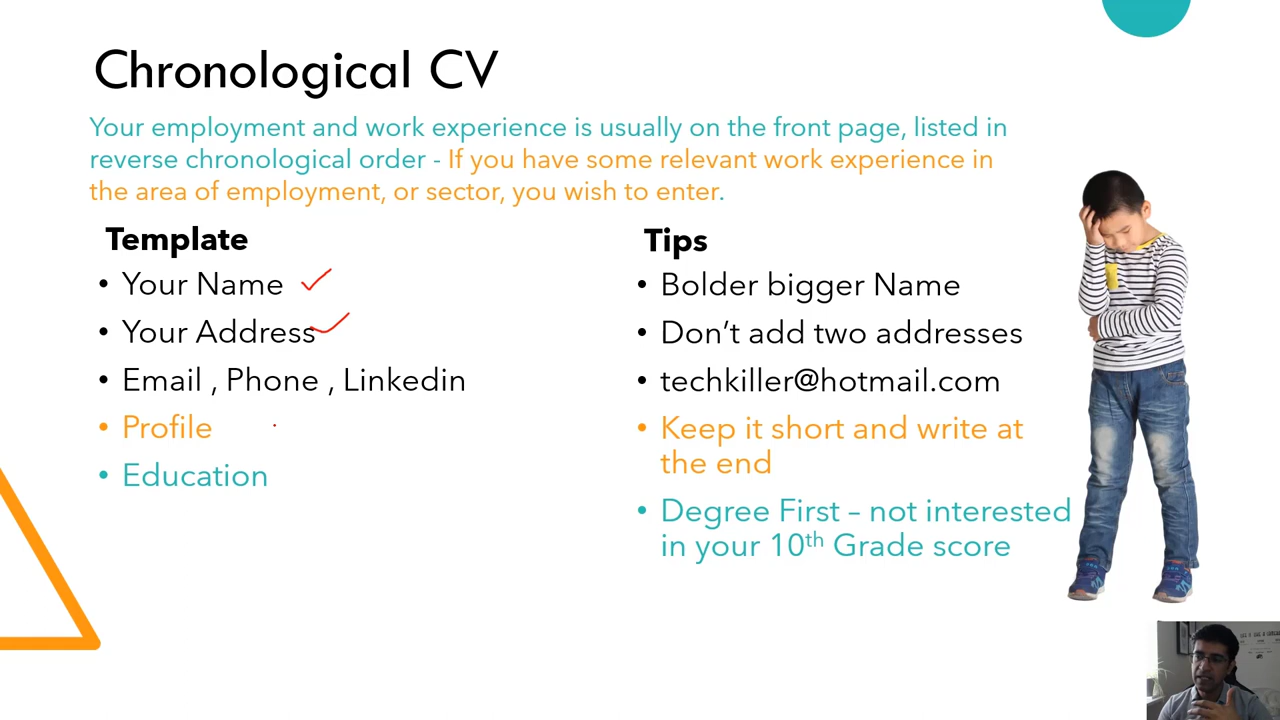 Chronological CV
Your employment and work experience is usually on the front page, listed in
reverse chronological order - If you have some relevant work experience in
the area of employment, or sector, you wish to enter.
Template
• Your Name
• Your Address
• Email , Phone , Linkedin
• Profile
• Education
Tips
• Bolder bigger Name
• Don't add two addresses
• techkiller@hotmail.com
• Keep it short and write at
the end
• Degree First – not interested
in your 10th Grade score